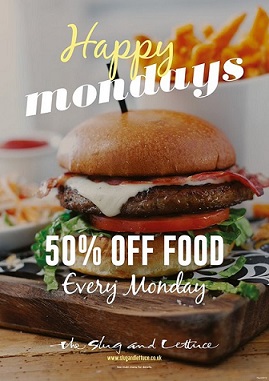 Happy
mondays
50% OFF FOOD
Every Monday
The Slug and Lettuce
www.slugandlettuce.co.uk